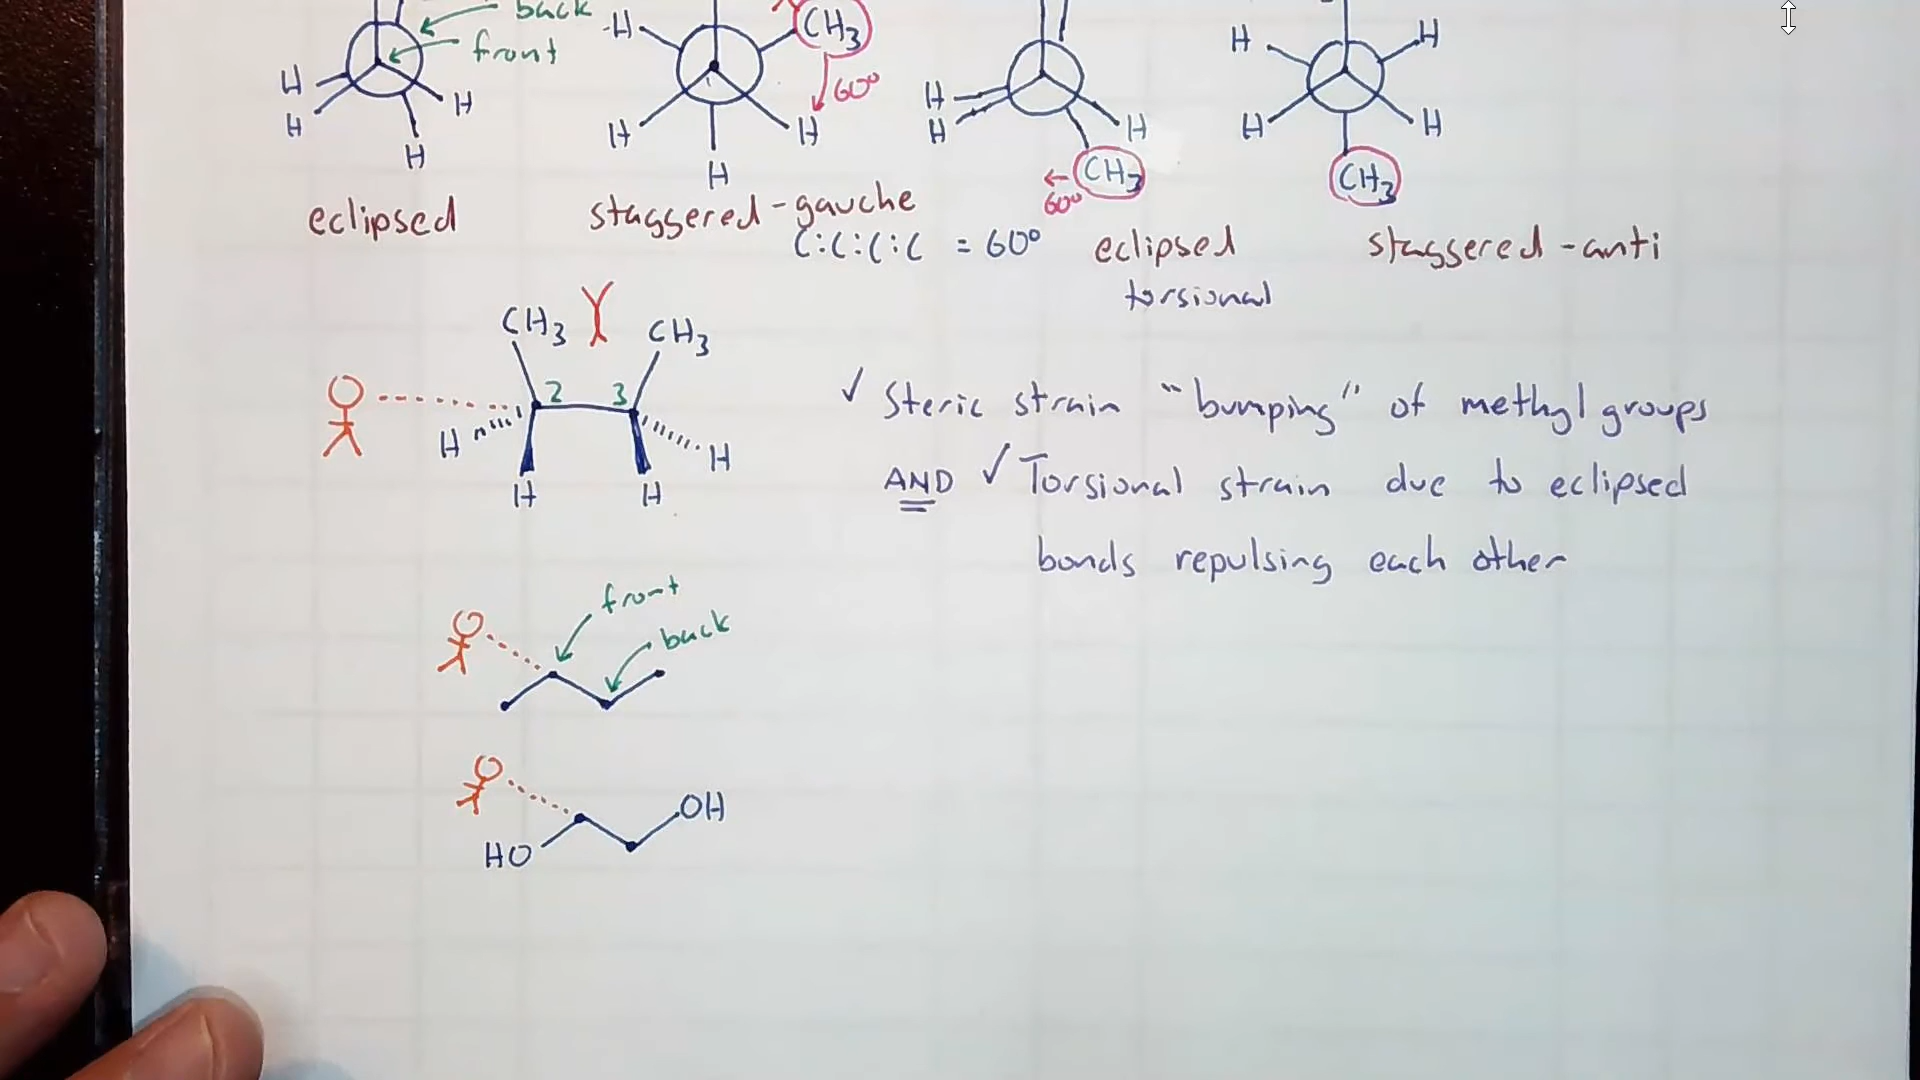 back
front
H
H
H
H
eclipsed
H
CH3
60°
H
H
H
staggered - gauche
C:C:C:C = 60°
H
H
H
CH3
60°
eclipsed
torsional
H
H
H
H
CH3
staggered - anti
CH3
CH3
2
3
H
H
H
H
✓ Steric strain "bumping" of methyl groups
AND ✓ Torsional strain due to eclipsed
bonds repulsing each other
front
back
OH
HO